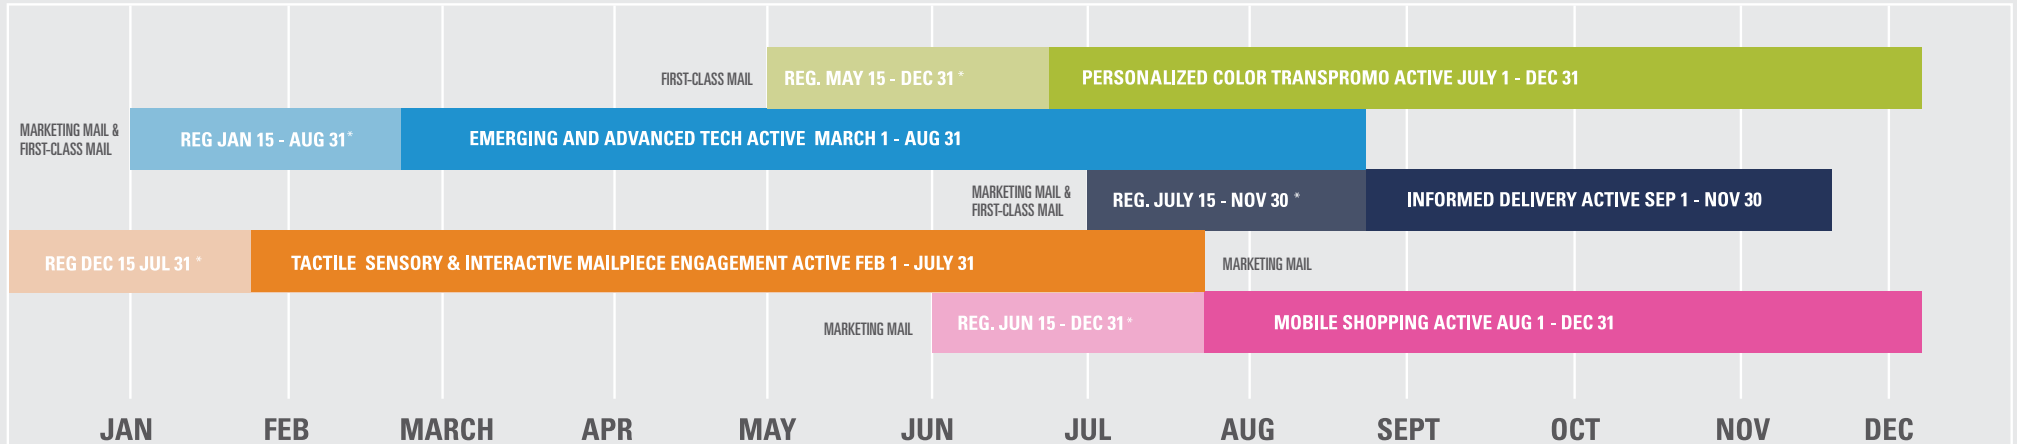 FIRST-CLASS MAIL
REG. MAY 15 - DEC 31 *
PERSONALIZED COLOR TRANSPROMO ACTIVE JULY 1 - DEC 31
MARKETING MAIL &
FIRST-CLASS MAIL
REG JAN 15 - AUG 31*
EMERGING AND ADVANCED TECH ACTIVE MARCH 1 - AUG 31
MARKETING MAIL &
FIRST-CLASS MAIL
REG. JULY 15 - NOV 30 *
INFORMED DELIVERY ACTIVE SEP 1 - NOV 30
REG DEC 15 JUL 31 *
TACTILE SENSORY & INTERACTIVE MAILPIECE ENGAGEMENT ACTIVE FEB 1 - JULY 31
MARKETING MAIL
MARKETING MAIL
REG. JUN 15 - DEC 31 *
MOBILE SHOPPING ACTIVE AUG 1 - DEC 31
JAN FEB MARCH APR MAY JUN JUL AUG SEPT OCT NOV DEC